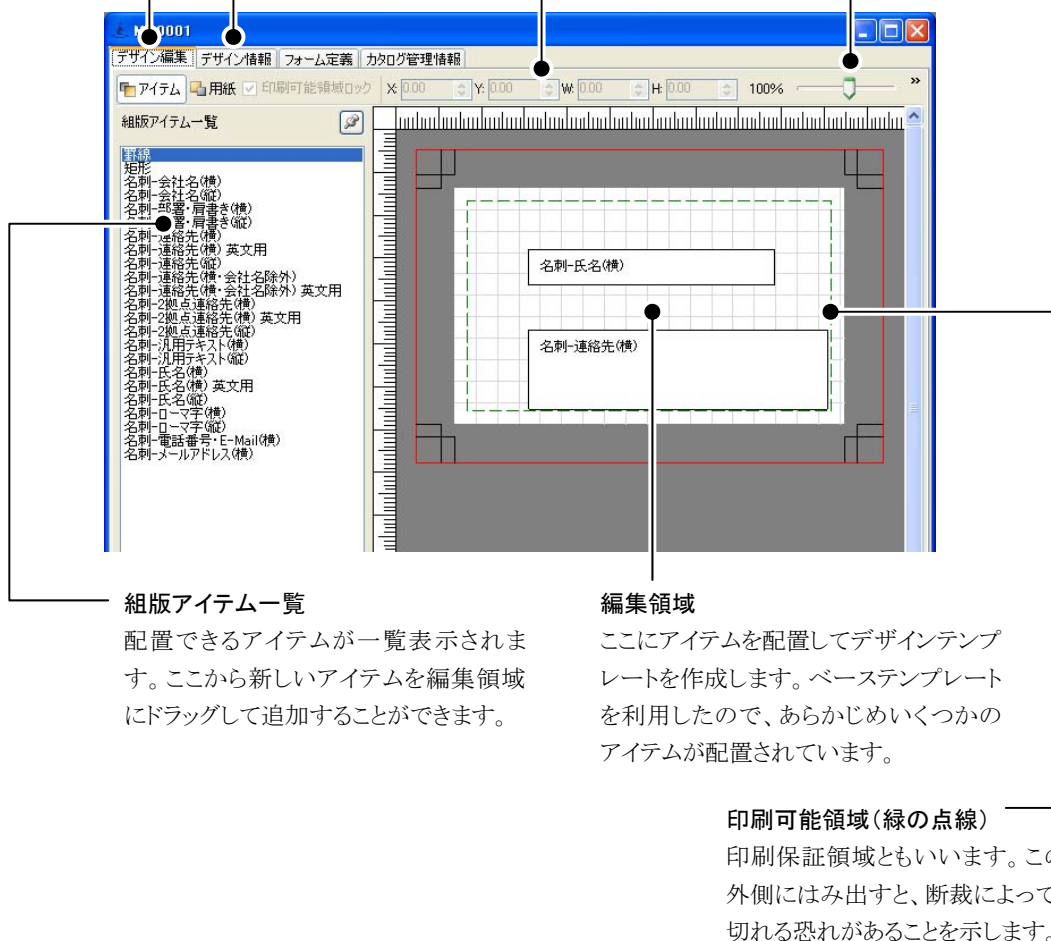 0001
デザイン編集 デザイン情報 フォーム定義 カタログ管理情報
アイテム 用紙 印刷可能領域ロック X: 0.00 Y: 0.00 W: 0.00 H: 0.00 100% »
組版アイテム一覧
罫線
矩形
名刺-会社名(横)
名刺-会社名(縦)
名刺-部署・肩書き(横)
署・肩書き(縦)
名刺-連絡先(横)
名刺-連絡先(横) 英文用
名刺-連絡先(縦)
名刺-連絡先(横・会社名除外)
名刺-連絡先(横・会社名除外) 英文用
名刺-2拠点連絡先(横)
名刺-2拠点連絡先(横) 英文用
名刺-2拠点連絡先(縦)
名刺-汎用テキスト(横)
名刺-汎用テキスト(縦)
名刺-氏名(横)
名刺-氏名(横) 英文用
名刺-氏名(縦)
名刺-ローマ字(横)
名刺-ローマ字(縦)
名刺-電話番号・E-Mail(横)
名刺-メールアドレス(横)
名刺-氏名(横)
名刺-連絡先(横)
組版アイテム一覧
配置できるアイテムが一覧表示されま
す。ここから新しいアイテムを編集領域
にドラッグして追加することができます。
編集領域
ここにアイテムを配置してデザインテンプ
レートを作成します。ベーステンプレート
を利用したので、あらかじめいくつかの
アイテムが配置されています。
印刷可能領域(緑の点線)
印刷保証領域ともいいます。この
外側にはみ出すと、断裁によって
切れる恐れがあることを示します。